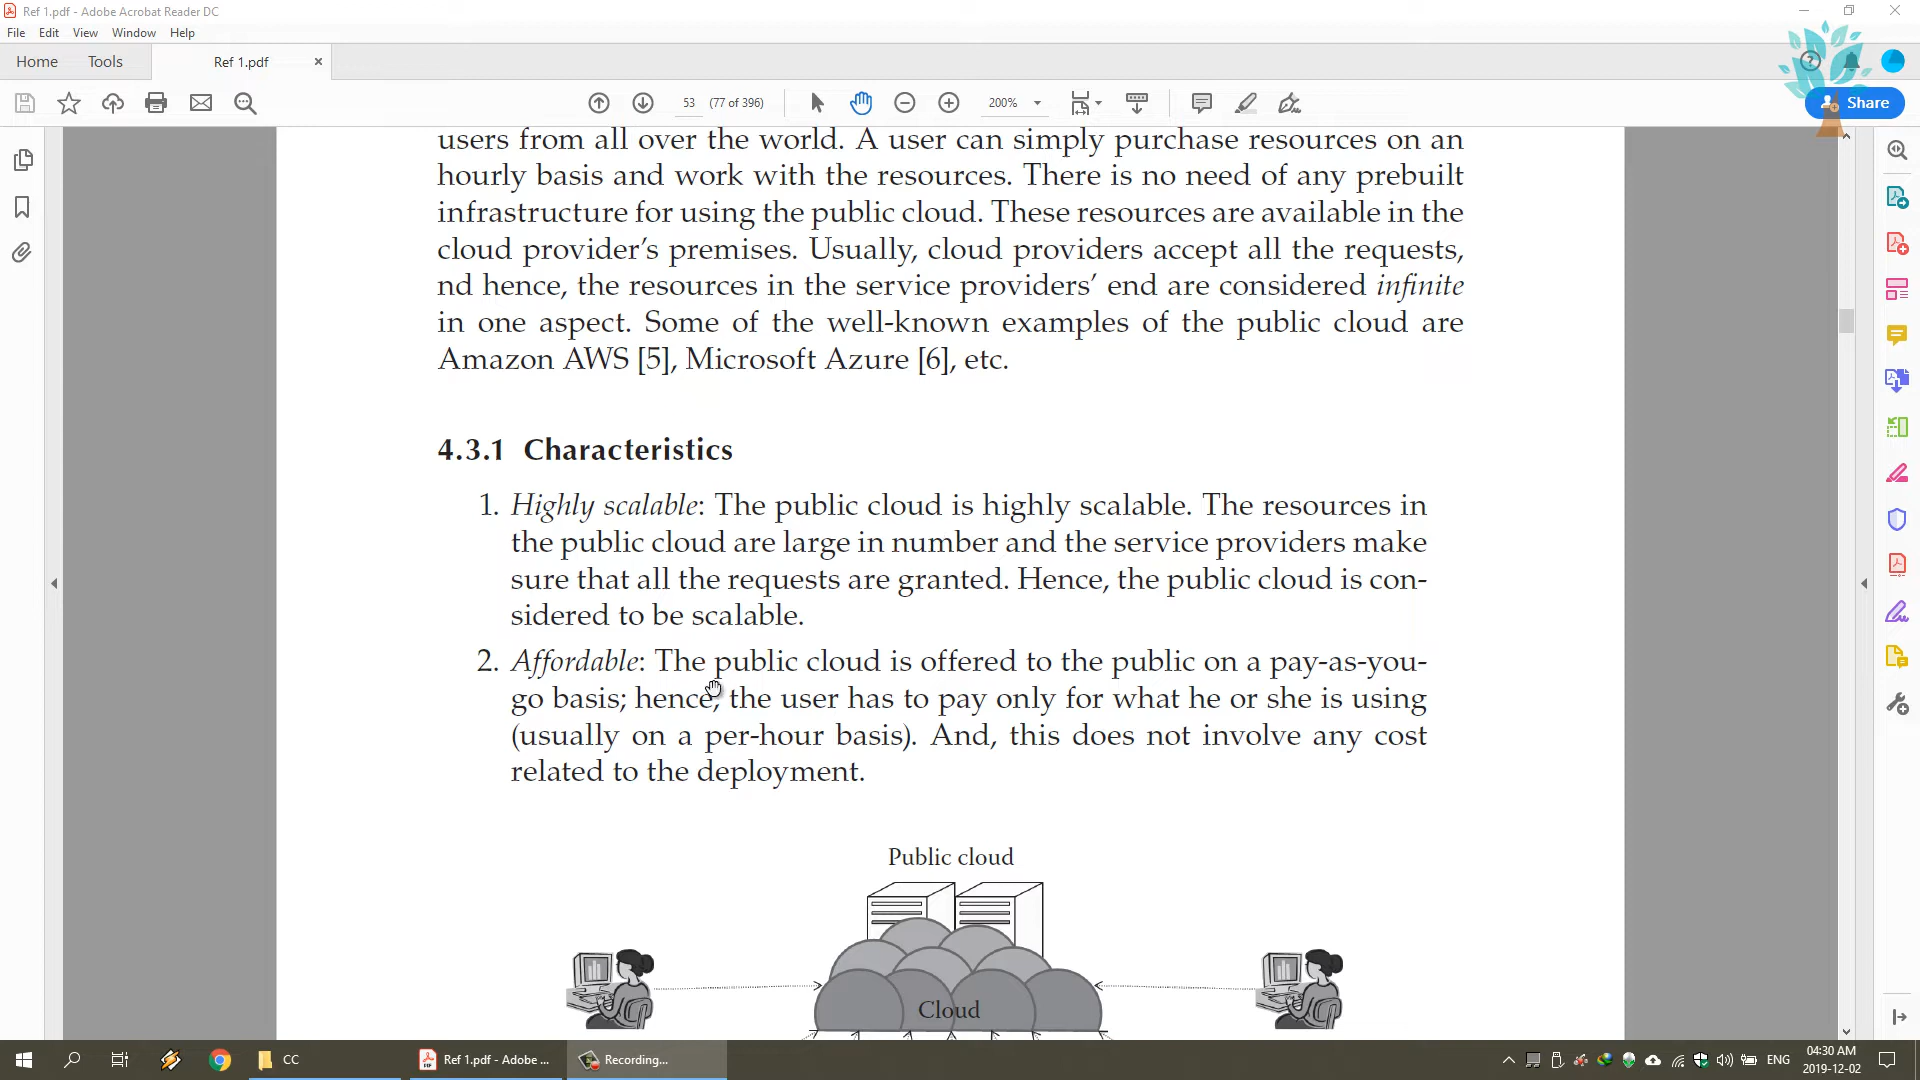 Ref 1.pdf - Adobe Acrobat Reader DC
File Edit View Window Help
Home Tools Ref 1.pdf
53 (77 of 396) 200% Share
users from all over the world. A user can simply purchase resources on an
hourly basis and work with the resources. There is no need of any prebuilt
infrastructure for using the public cloud. These resources are available in the
cloud provider’s premises. Usually, cloud providers accept all the requests,
nd hence, the resources in the service providers’ end are considered infinite
in one aspect. Some of the well-known examples of the public cloud are
Amazon AWS [5], Microsoft Azure [6], etc.
4.3.1 Characteristics
1. Highly scalable: The public cloud is highly scalable. The resources in
the public cloud are large in number and the service providers make
sure that all the requests are granted. Hence, the public cloud is con-
sidered to be scalable.
2. Affordable: The public cloud is offered to the public on a pay-as-you-
go basis; hence, the user has to pay only for what he or she is using
(usually on a per-hour basis). And, this does not involve any cost
related to the deployment.
Public cloud
Cloud
CC Ref 1.pdf - Adobe ... Recording... ENG 04:30 AM
2019-12-02